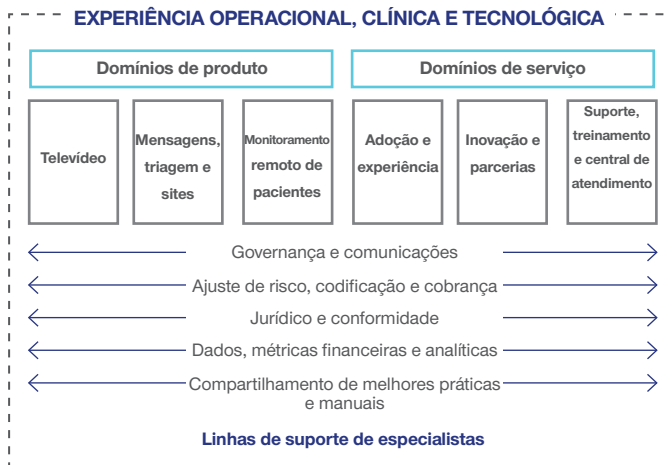 EXPERIÊNCIA OPERACIONAL, CLÍNICA E TECNOLÓGICA
Domínios de produto
Domínios de serviço
Televídeo
Mensagens,
triagem e
sites
Monitoramento
remoto de
pacientes
Adoção e
experiência
Inovação e
parcerias
Suporte,
treinamento
e central de
atendimento
Governança e comunicações
Ajuste de risco, codificação e cobrança
Jurídico e conformidade
Dados, métricas financeiras e analíticas
Compartilhamento de melhores práticas
e manuais
Linhas de suporte de especialistas